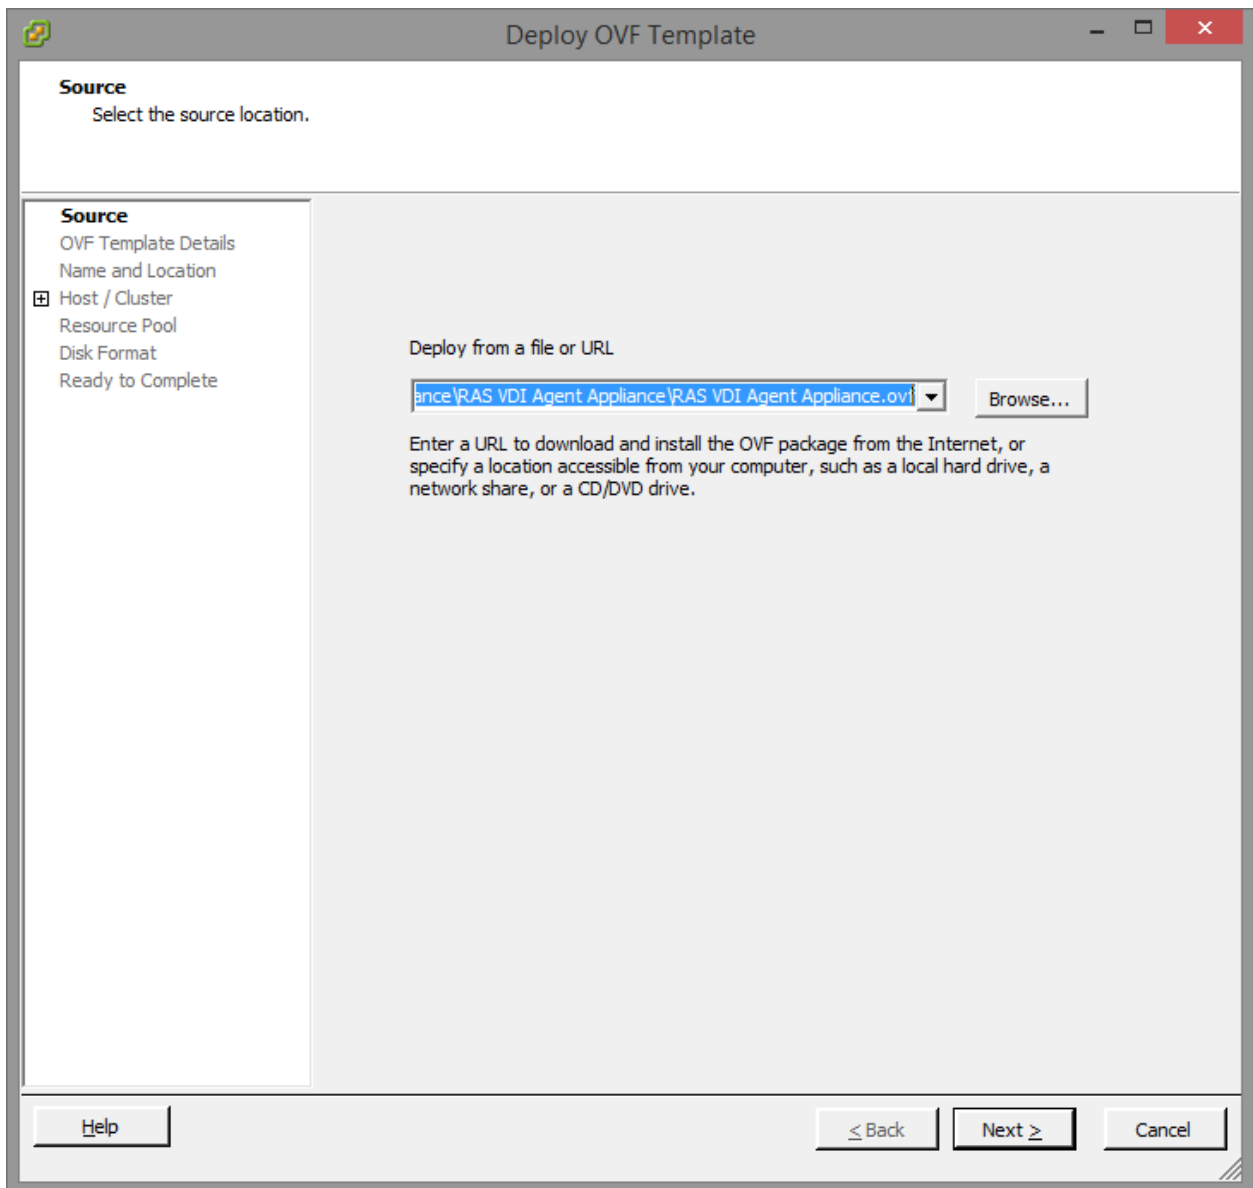 Deploy OVF Template
Source
Select the source location.
Source
OVF Template Details
Name and Location
Host / Cluster
Resource Pool
Disk Format
Ready to Complete
Deploy from a file or URL
ance\RAS VDI Agent Appliance\RAS VDI Agent Appliance.ovf
Browse...
Enter a URL to download and install the OVF package from the Internet, or
specify a location accessible from your computer, such as a local hard drive, a
network share, or a CD/DVD drive.
Help
< Back
Next >
Cancel